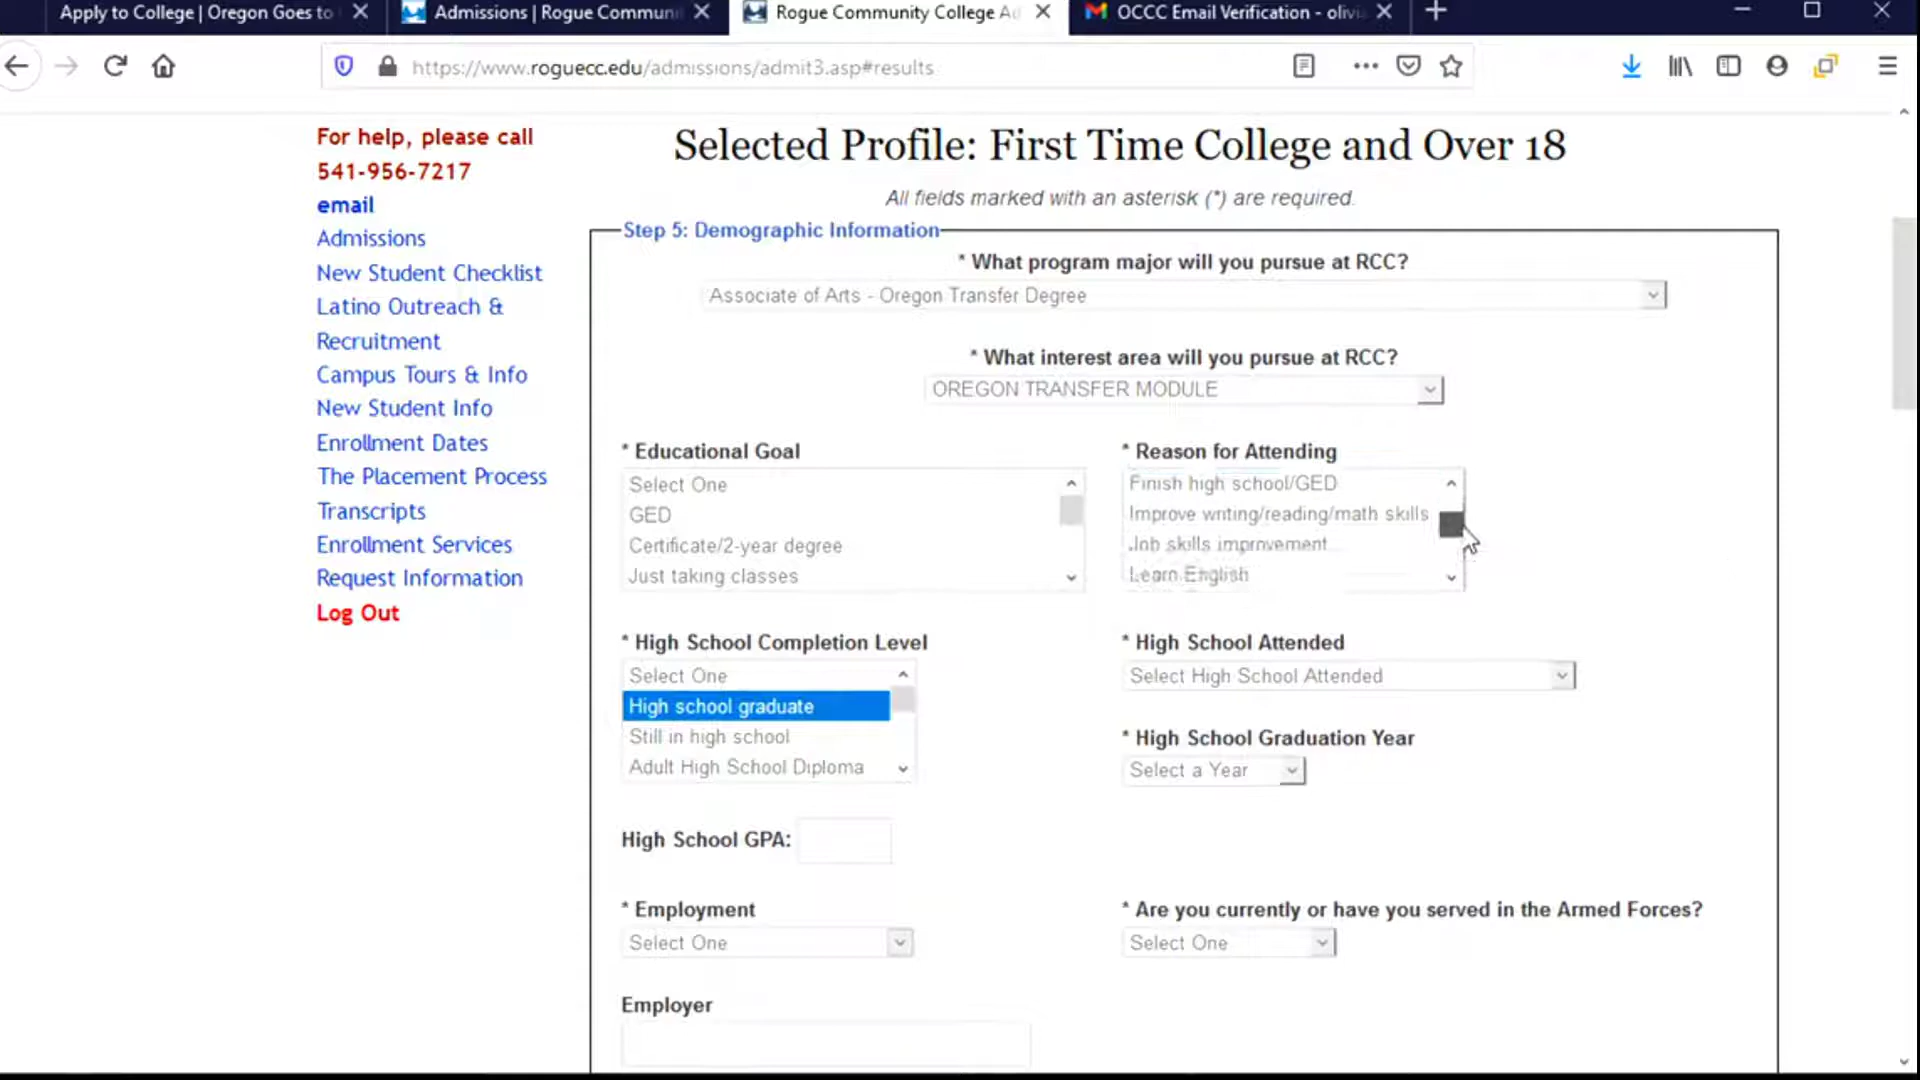 Apply to College | Oregon Goes to
Admissions | Rogue Commun
Rogue Community College Ad
OCCC Email Verification - olivi
https://www.roguecc.edu/admissions/admit3.asp#results
For help, please call
541-956-7217
email
Admissions
New Student Checklist
Latino Outreach &
Recruitment
Campus Tours & Info
New Student Info
Enrollment Dates
The Placement Process
Transcripts
Enrollment Services
Request Information
Log Out
Selected Profile: First Time College and Over 18
All fields marked with an asterisk (*) are required.
Step 5: Demographic Information
* What program major will you pursue at RCC?
Associate of Arts - Oregon Transfer Degree
* What interest area will you pursue at RCC?
OREGON TRANSFER MODULE
* Educational Goal
Select One
GED
Certificate/2-year degree
Just taking classes
* Reason for Attending
Finish high school/GED
Improve writing/reading/math skills
Job skills improvement
Learn English
* High School Completion Level
Select One
High school graduate
Still in high school
Adult High School Diploma
* High School Attended
Select High School Attended
* High School Graduation Year
Select a Year
High School GPA:
* Employment
Select One
* Are you currently or have you served in the Armed Forces?
Select One
Employer